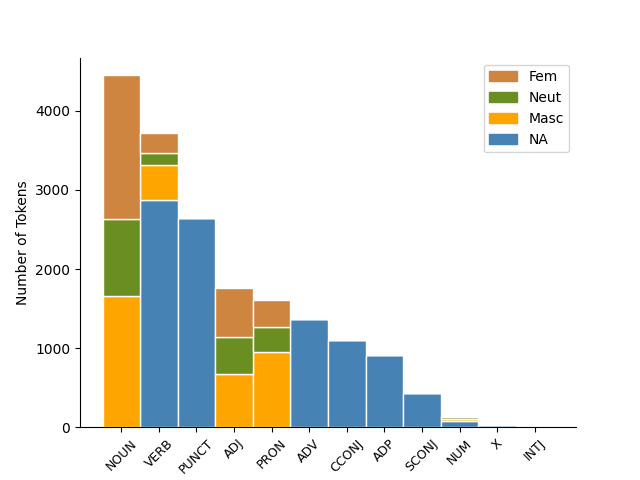 Fem
Neut
Masc
NA
Number of Tokens
4000
3000
2000
1000
0
NOUN
VERB
PUNCT
ADJ
PRON
ADV
CCONJ
ADP
SCONJ
NUM
X
INTJ